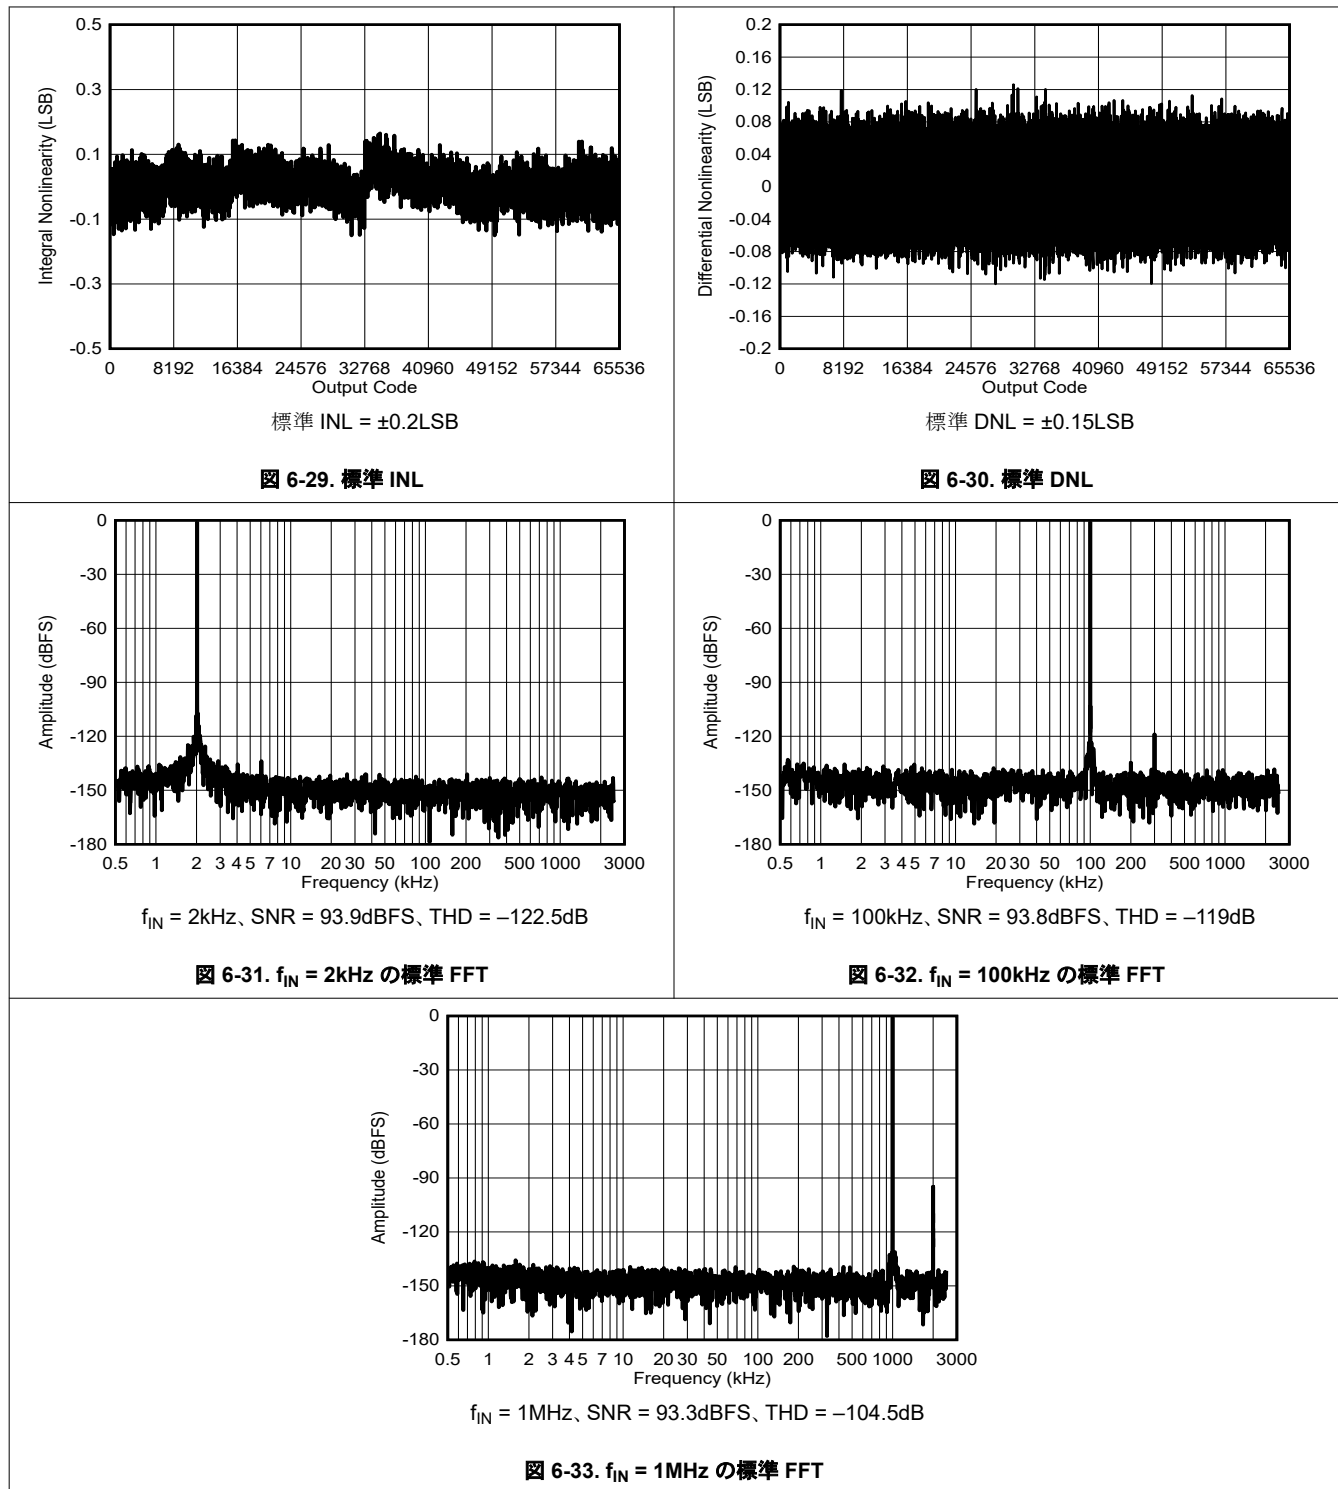 0.5
0.3
0.1
-0.1
-0.3
-0.5
Integral Nonlinearity (LSB)
0 8192 16384 24576 32768 40960 49152 57344 65536
Output Code
標準 INL = ±0.2LSB
図 6-29. 標準 INL
0.2
0.16
0.12
0.08
0.04
0
-0.04
-0.08
-0.12
-0.16
-0.2
Differential Nonlinearity (LSB)
0 8192 16384 24576 32768 40960 49152 57344 65536
Output Code
標準 DNL = ±0.15LSB
図 6-30. 標準 DNL
0
-30
-60
-90
-120
-150
-180
Amplitude (dBFS)
0.5 1 2 3 4 5 7 10 20 30 50 100 200 500 1000 3000
Frequency (kHz)
fIN = 2kHz、SNR = 93.9dBFS、THD = –122.5dB
図 6-31. fIN = 2kHz の標準 FFT
0
-30
-60
-90
-120
-150
-180
Amplitude (dBFS)
0.5 1 2 3 4 5 7 10 20 30 50 100 200 500 1000 3000
Frequency (kHz)
fIN = 100kHz、SNR = 93.8dBFS、THD = –119dB
図 6-32. fIN = 100kHz の標準 FFT
0
-30
-60
-90
-120
-150
-180
Amplitude (dBFS)
0.5 1 2 3 4 5 7 10 20 30 50 100 200 500 1000 3000
Frequency (kHz)
fIN = 1MHz、SNR = 93.3dBFS、THD = –104.5dB
図 6-33. fIN = 1MHz の標準 FFT